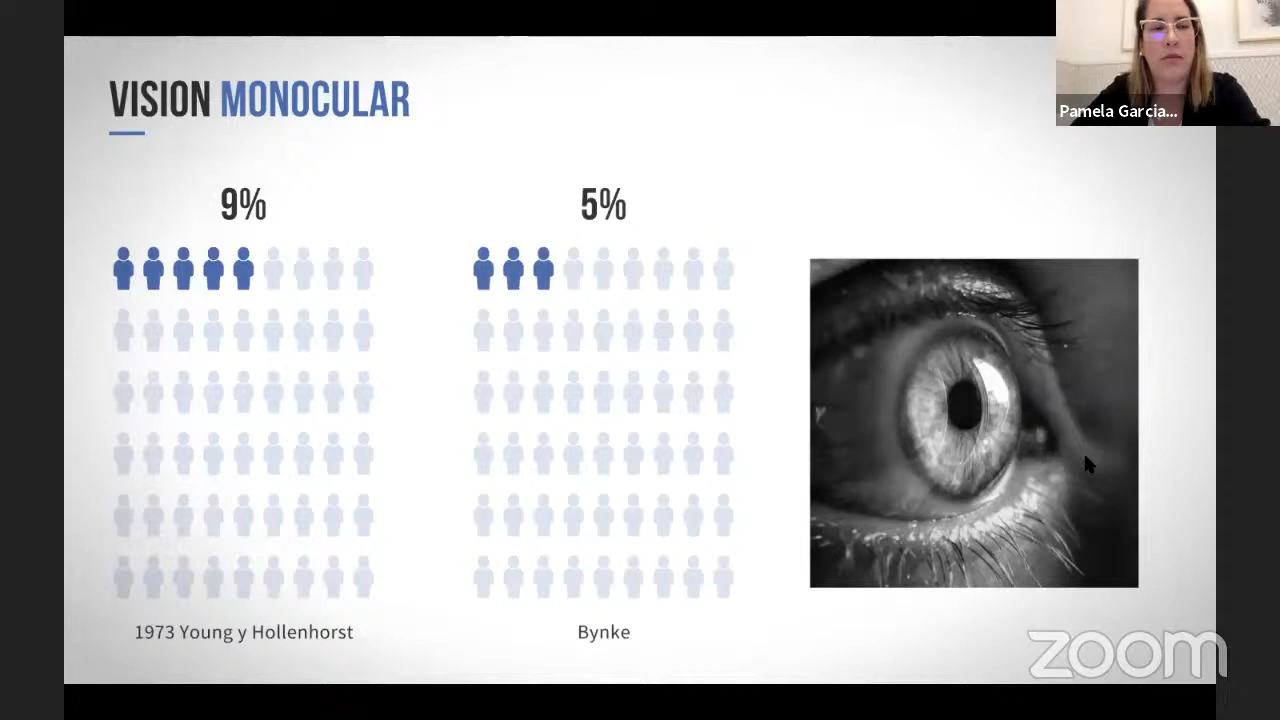 VISION MONOCULAR
9%
5%
1973 Young y Hollenhorst
Bynke
Pamela Garcia...
zoom